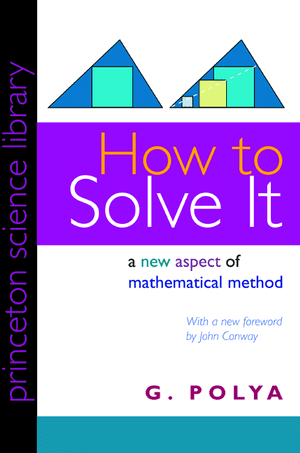 princeton science library
How to
Solve It
a new aspect of
mathematical method
With a new foreword
by John Conway
G. POLYA